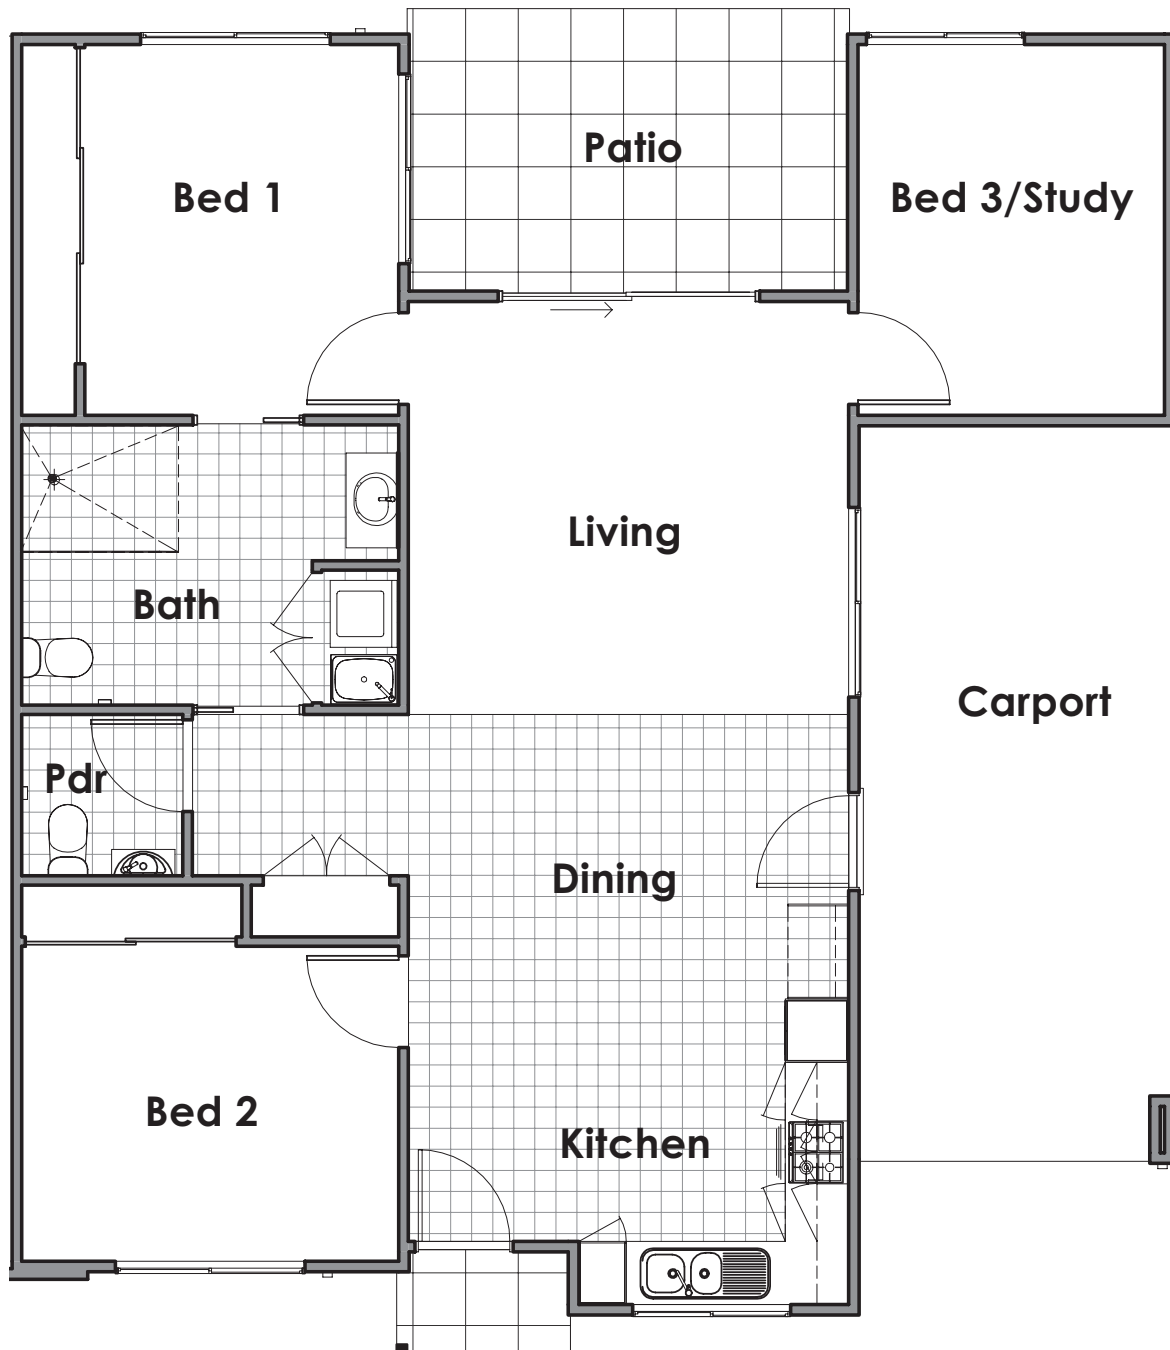 Patio
Bed 1
Bed 3/Study
Living
Bath
Carport
Pdr
Dining
Bed 2
Kitchen